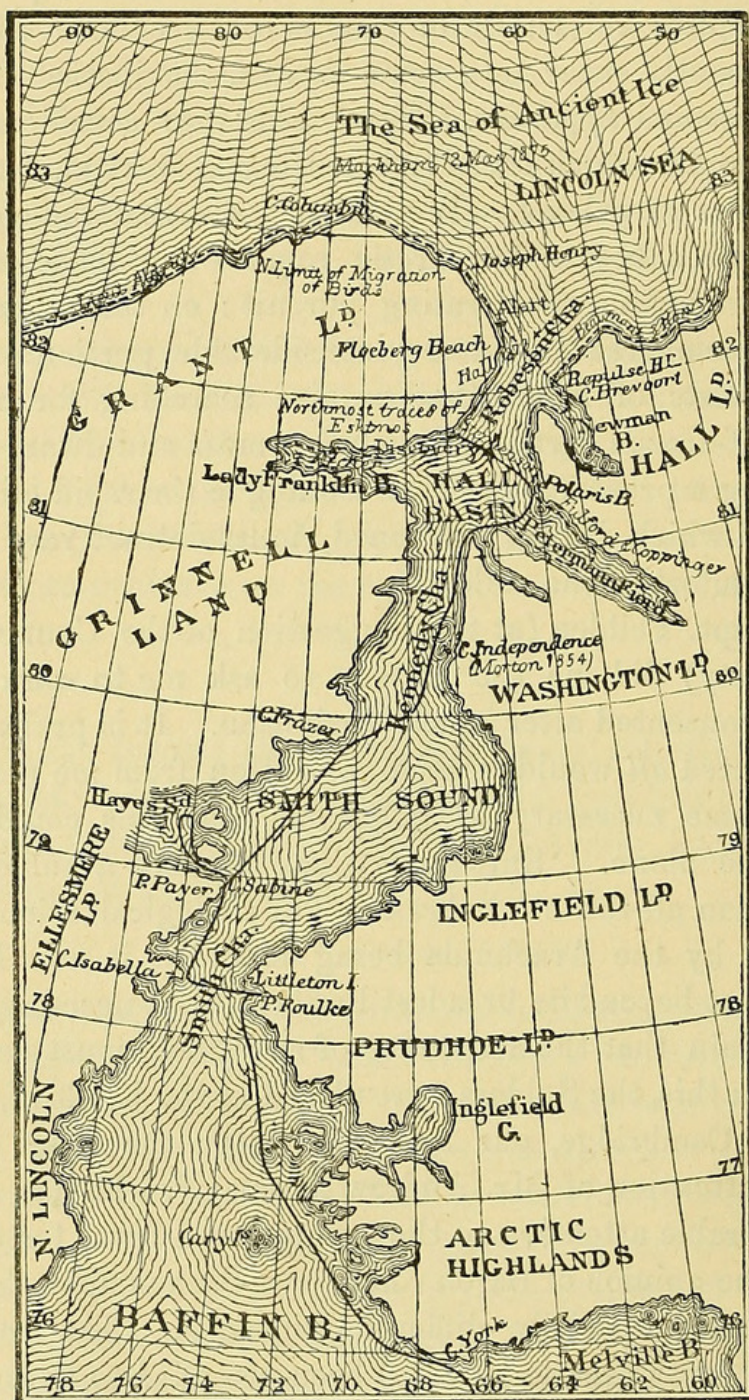 90 80 70 60 50
The Sea of Ancient Ice
Markham, 12 May 1876
LINCOLN SEA
83
83
C. Columbia
C. Joseph Henry
N. Limit of Migration
of Birds
Alert
GRANT LD
Floeberg Beach
Robeson Cha.
82
82
Repulse Hr
C. Brevoort
Northmost traces of
Eskimos
Newman
B.
HALL LD
Discovery
Lady Franklin B.
HALL
BASIN
Polaris B
81
81
Fulford & Coppinger
Petermann Fiord
GRINNELL
LAND
Kennedy Cha.
C. Independence
(Morton 1854)
WASHINGTON LD
80
80
C. Frazer
Hayes Sd
SMITH SOUND
79
79
ELLESMERE
LD
P. Payer
C. Sabine
INGLEFIELD LD
C. Isabella
Smith Cha.
Littleton I
P. Foulke
78
78
PRUDHOE LD
Inglefield
G.
N. LINCOLN
77
Cary Is
ARCTIC
HIGHLANDS
76
76
BAFFIN B.
C. York
Melville B.
78 76 74 72 70 68 66 64 62 60